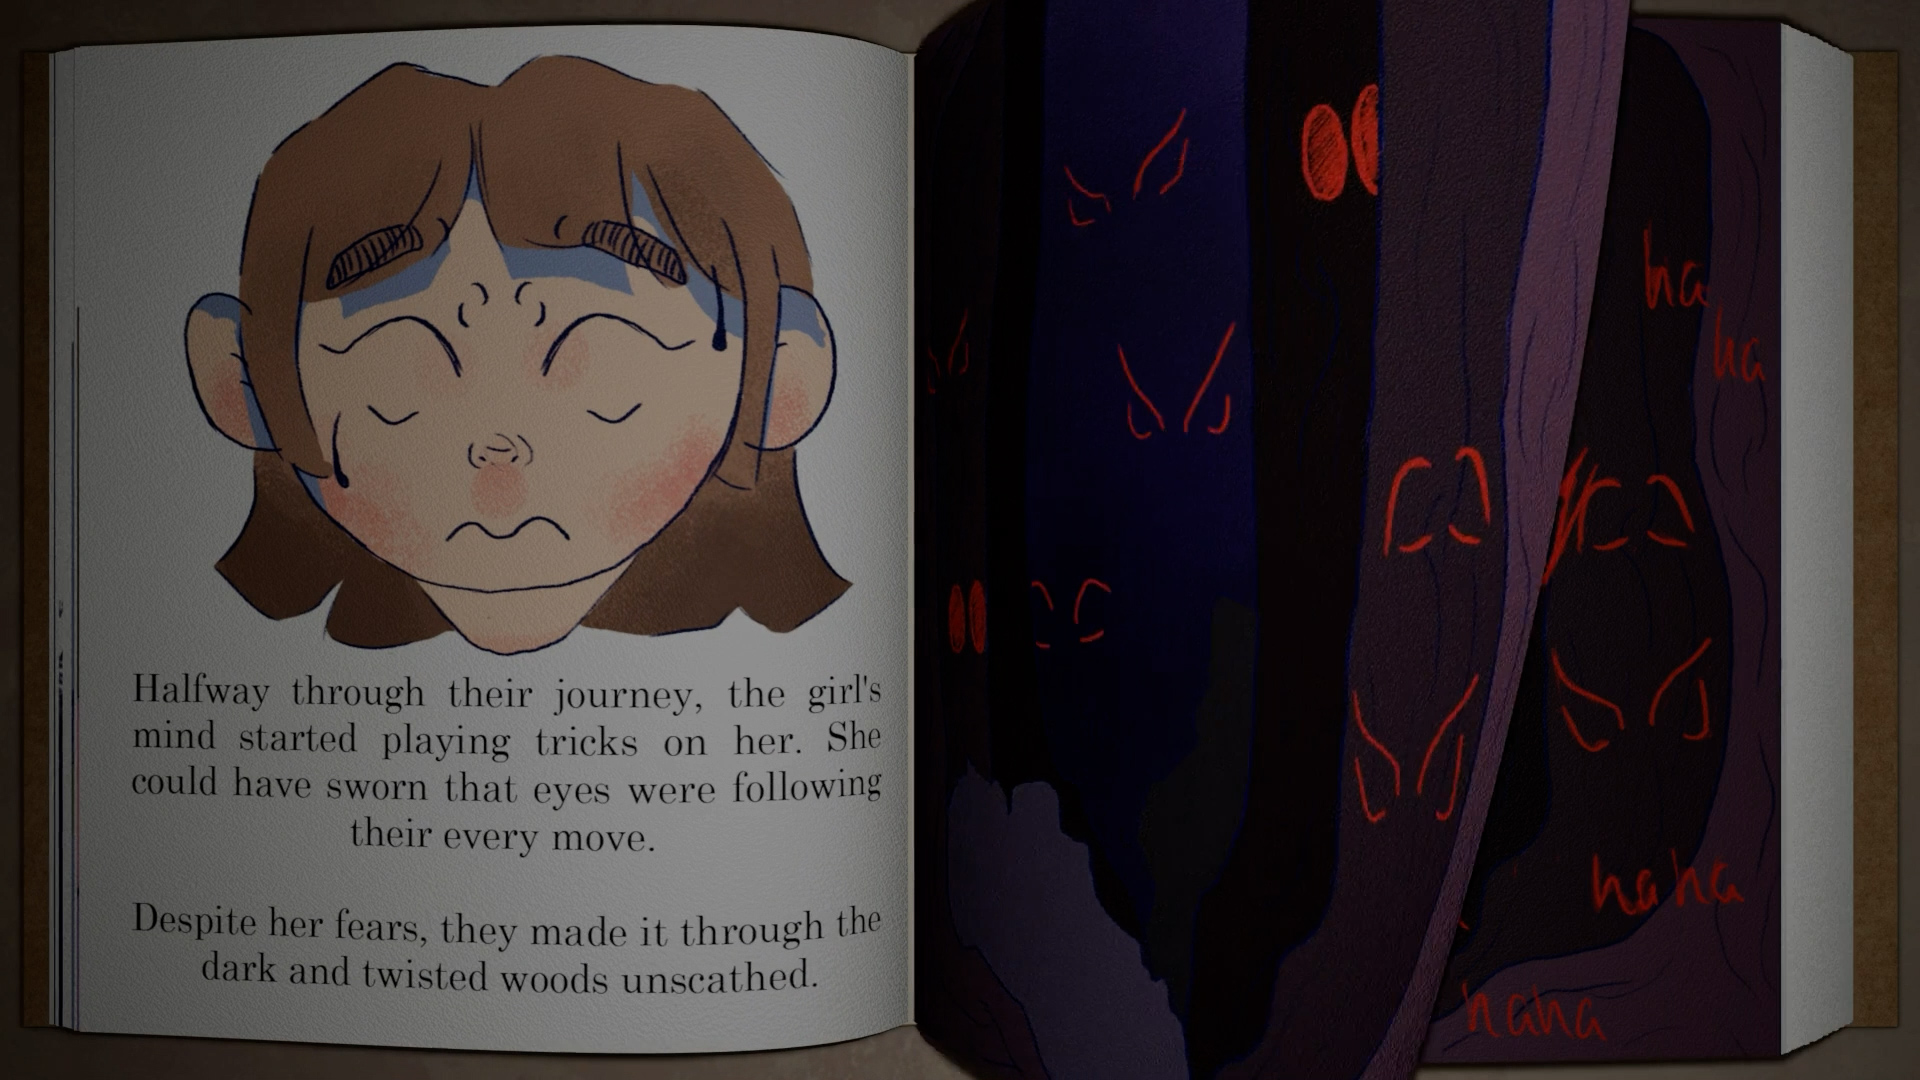 Halfway through their journey, the girl's
mind started playing tricks on her. She
could have sworn that eyes were following
their every move.
Despite her fears, they made it through the
dark and twisted woods unscathed.
ha
ha
haha
haha